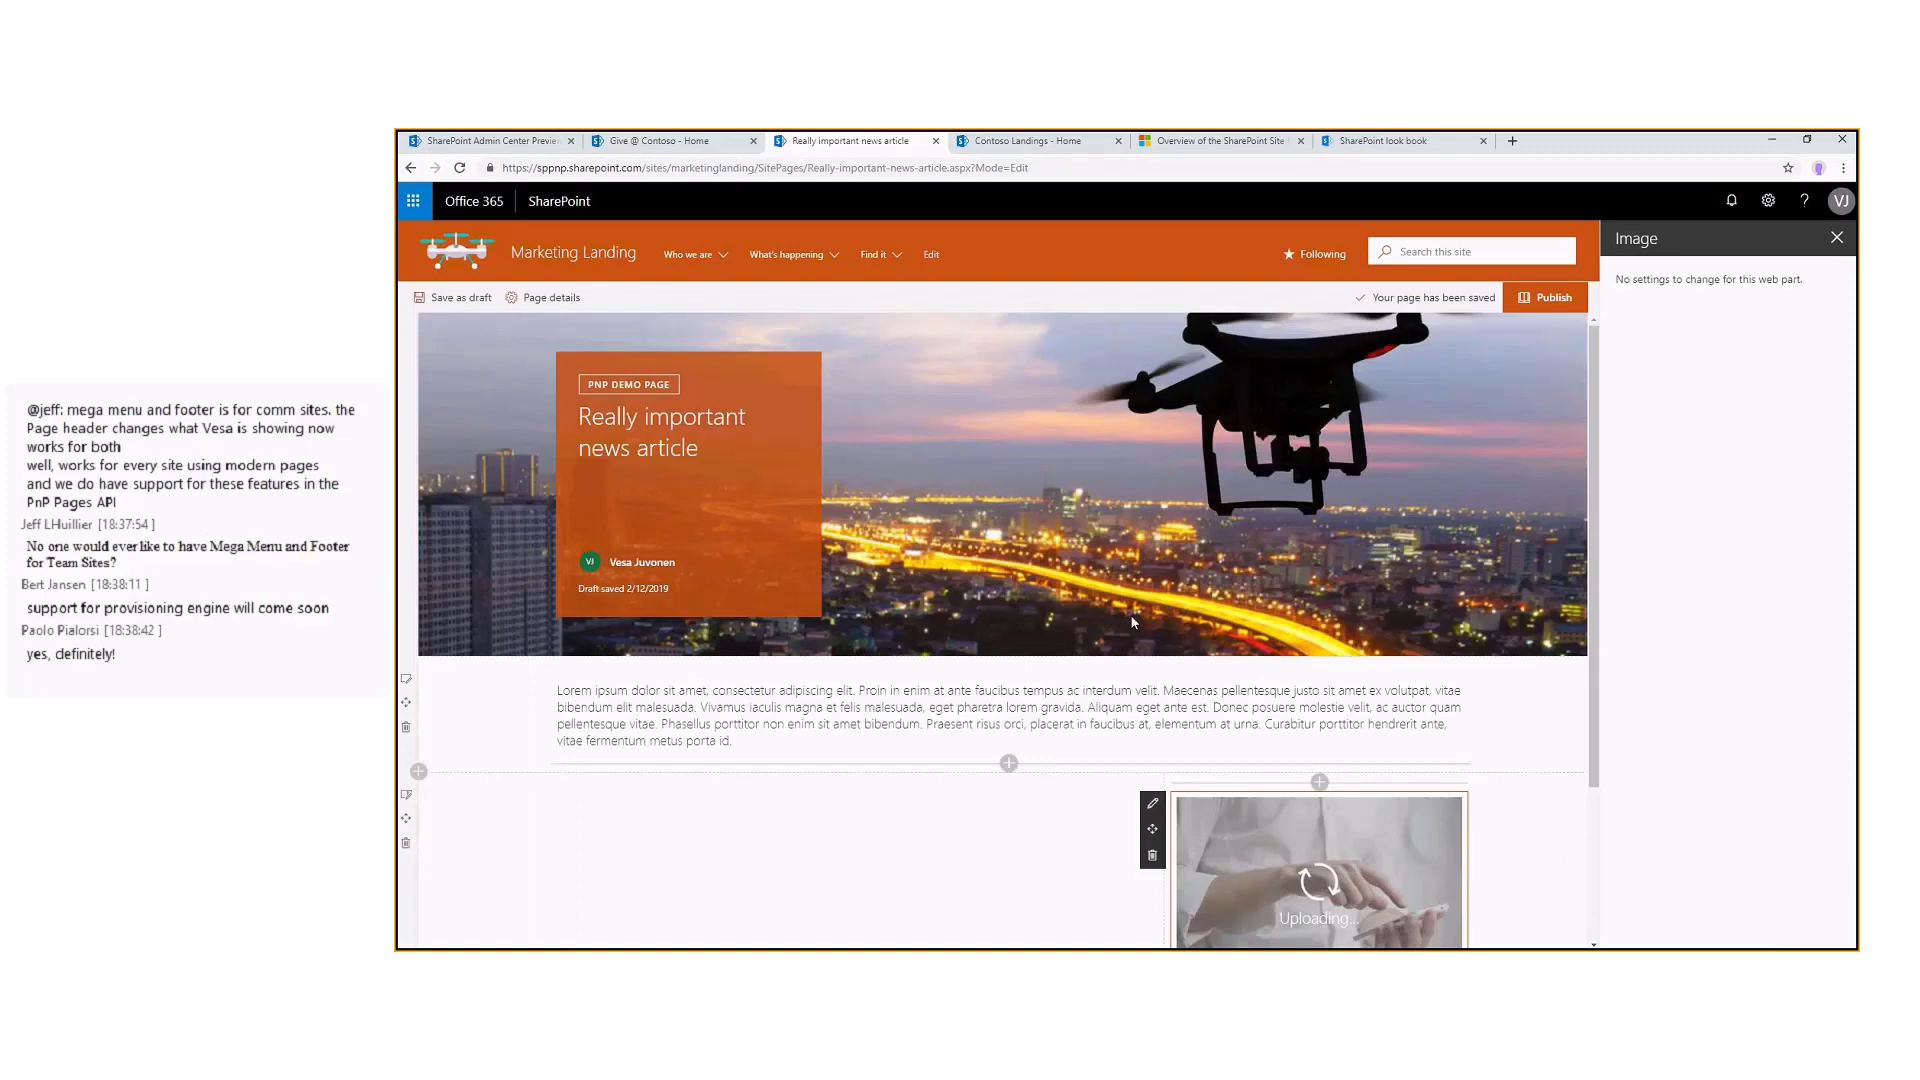 @jeff: mega menu and footer is for comm sites. the
Page header changes what Vesa is showing now
works for both
well, works for every site using modern pages
and we do have support for these features in the
PnP Pages API
Jeff LHuillier [18:37:54 ]
No one would ever like to have Mega Menu and Footer
for Team Sites?
Bert Jansen [18:38:11 ]
support for provisioning engine will come soon
Paolo Pialorsi [18:38:42 ]
yes, definitely!
SharePoint Admin Center Preview
Give @ Contoso - Home
Really important news article
Contoso Landings - Home
Overview of the SharePoint Site
SharePoint look book
https://sppnp.sharepoint.com/sites/marketinglanding/SitePages/Really-important-news-article.aspx?Mode=Edit
Office 365
SharePoint
VJ
Marketing Landing
Who we are
What's happening
Find it
Edit
Following
Search this site
Image
No settings to change for this web part.
Save as draft
Page details
Your page has been saved
Publish
PNP DEMO PAGE
Really important
news article
VJ
Vesa Juvonen
Draft saved 2/12/2019
Lorem ipsum dolor sit amet, consectetur adipiscing elit. Proin in enim at ante faucibus tempus ac interdum velit. Maecenas pellentesque justo sit amet ex volutpat, vitae
bibendum elit malesuada. Vivamus iaculis magna et felis malesuada, eget pharetra lorem gravida. Aliquam eget ante est. Donec posuere molestie velit, ac auctor quam
pellentesque vitae. Phasellus porttitor non enim sit amet bibendum. Praesent risus orci, placerat in faucibus at, elementum at urna. Curabitur porttitor hendrerit ante,
vitae fermentum metus porta id.
Uploading...